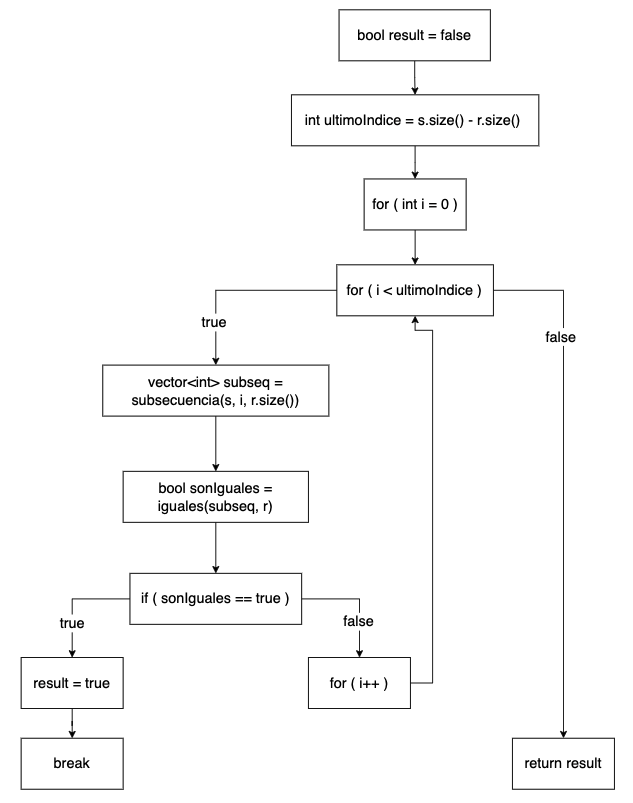 bool result = false
int ultimoIndice = s.size() - r.size()
for ( int i = 0 )
for ( i < ultimoIndice )
true
false
vector<int> subseq =
subsecuencia(s, i, r.size())
bool sonIguales =
iguales(subseq, r)
if ( sonIguales == true )
true
false
result = true
for ( i++ )
break
return result